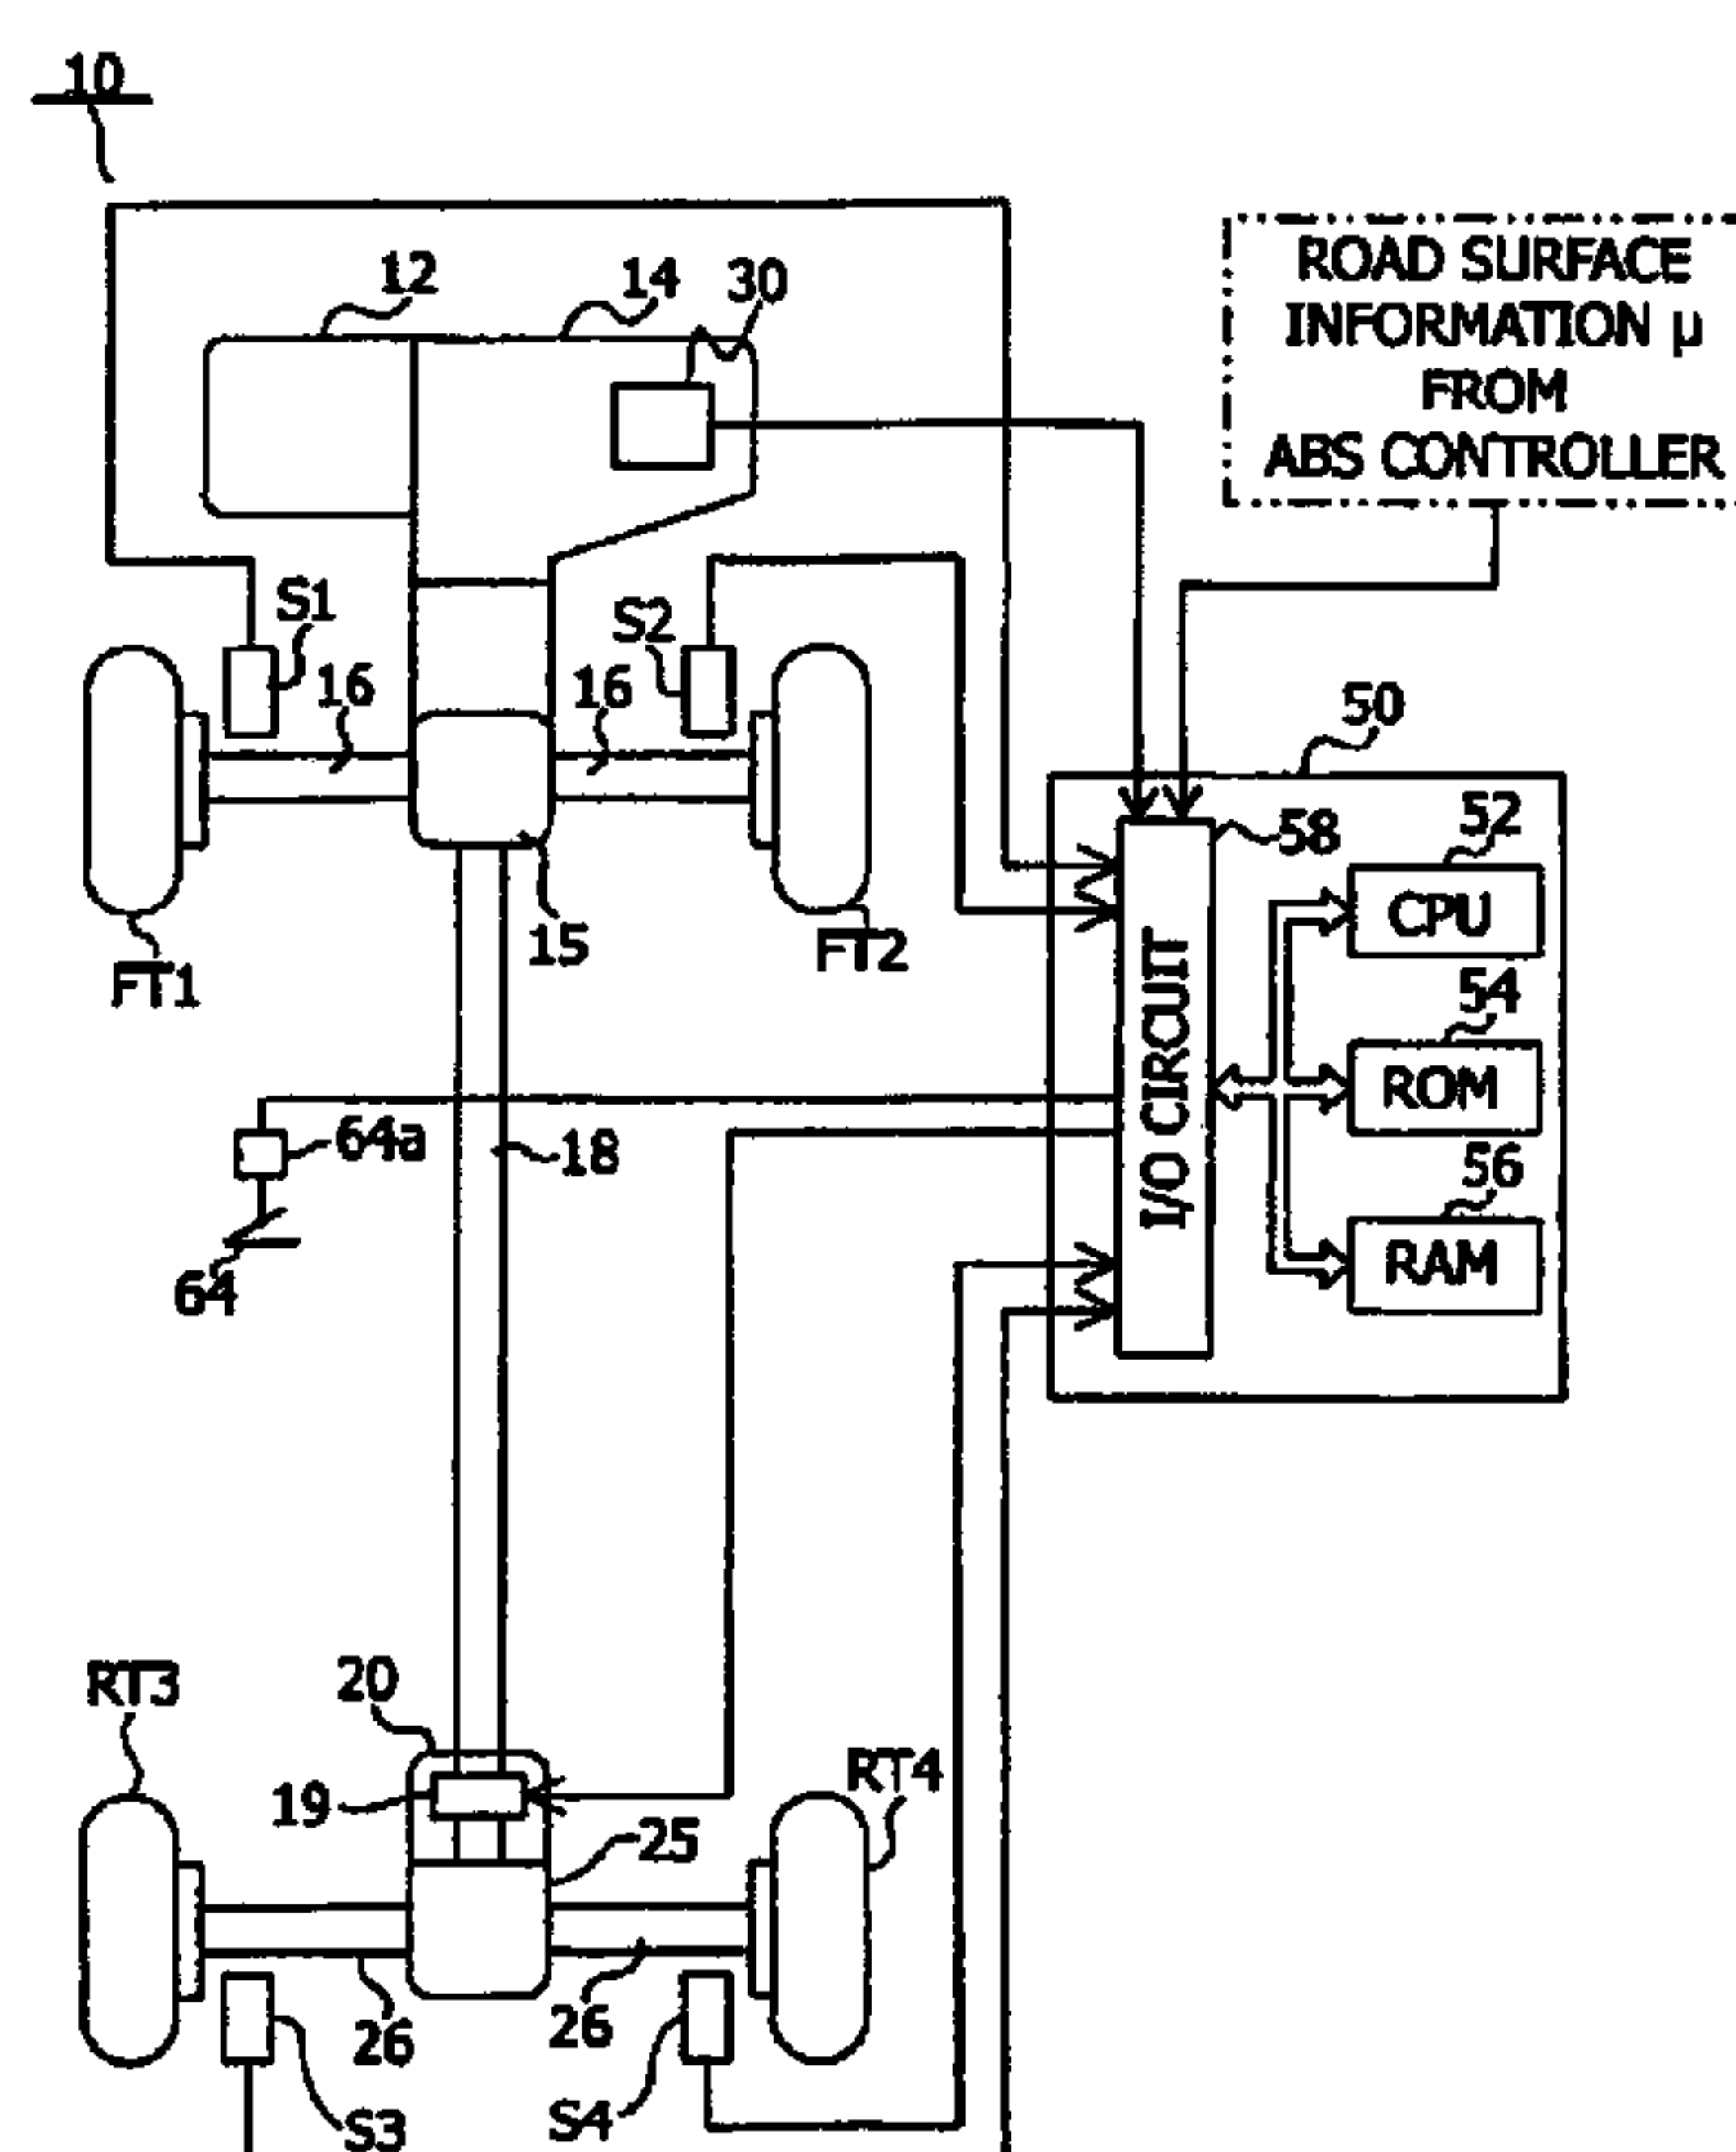 10
12
14
30
ROAD SURFACE
INFORMATION μ
FROM
ABS CONTROLLER
S1
S2
16
16
50
52
58
CPU
15
FT2
FT1
54
ROM
I/O CIRCUIT
64a
18
56
RAM
64
RT3
20
RT4
19
25
26
26
S3
S4